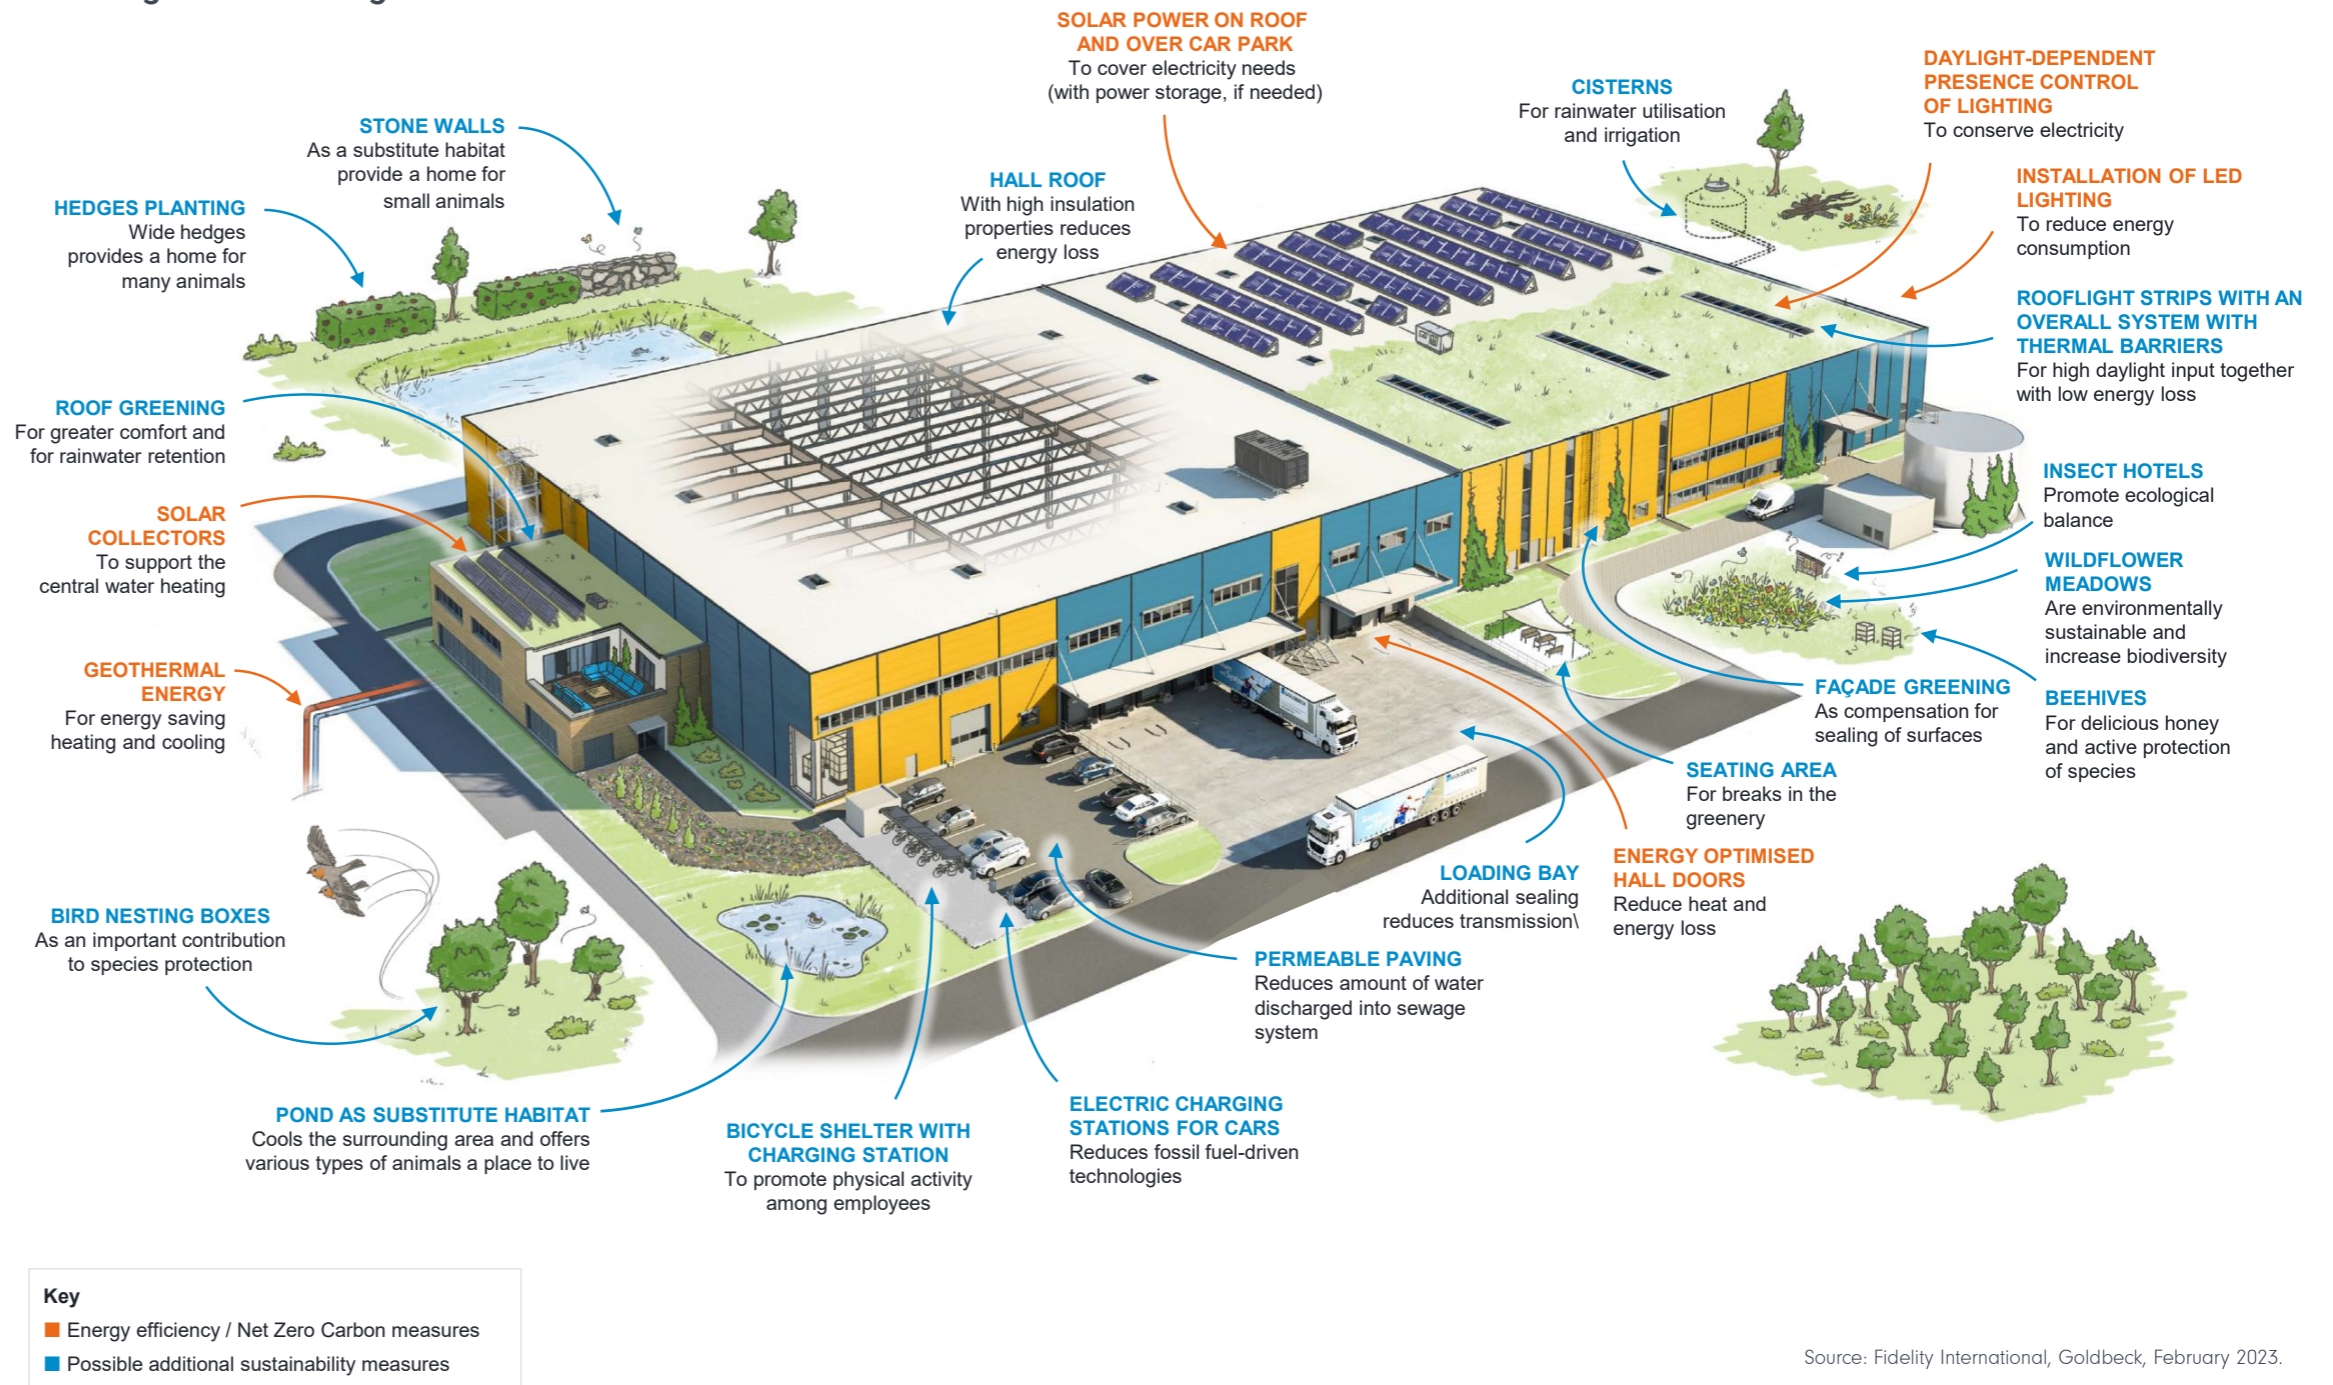 SOLAR POWER ON ROOF
AND OVER CAR PARK
To cover electricity needs
(with power storage, if needed)
DAYLIGHT-DEPENDENT
PRESENCE CONTROL
OF LIGHTING
To conserve electricity
CISTERNS
For rainwater utilisation
and irrigation
STONE WALLS
As a substitute habitat
provide a home for
small animals
HALL ROOF
With high insulation
properties reduces
energy loss
INSTALLATION OF LED
LIGHTING
To reduce energy
consumption
HEDGES PLANTING
Wide hedges
provides a home for
many animals
ROOFLIGHT STRIPS WITH AN
OVERALL SYSTEM WITH
THERMAL BARRIERS
For high daylight input together
with low energy loss
ROOF GREENING
For greater comfort and
for rainwater retention
INSECT HOTELS
Promote ecological
balance
SOLAR
COLLECTORS
To support the
central water heating
WILDFLOWER
MEADOWS
Are environmentally
sustainable and
increase biodiversity
GEOTHERMAL
ENERGY
For energy saving
heating and cooling
FAÇADE GREENING
As compensation for
sealing of surfaces
BEEHIVES
For delicious honey
and active protection
of species
SEATING AREA
For breaks in the
greenery
ENERGY OPTIMISED
HALL DOORS
Reduce heat and
energy loss
LOADING BAY
Additional sealing
reduces transmission\
BIRD NESTING BOXES
As an important contribution
to species protection
PERMEABLE PAVING
Reduces amount of water
discharged into sewage
system
POND AS SUBSTITUTE HABITAT
Cools the surrounding area and offers
various types of animals a place to live
BICYCLE SHELTER WITH
CHARGING STATION
To promote physical activity
among employees
ELECTRIC CHARGING
STATIONS FOR CARS
Reduces fossil fuel-driven
technologies
Key
Energy efficiency / Net Zero Carbon measures
Possible additional sustainability measures
Source: Fidelity International, Goldbeck, February 2023.